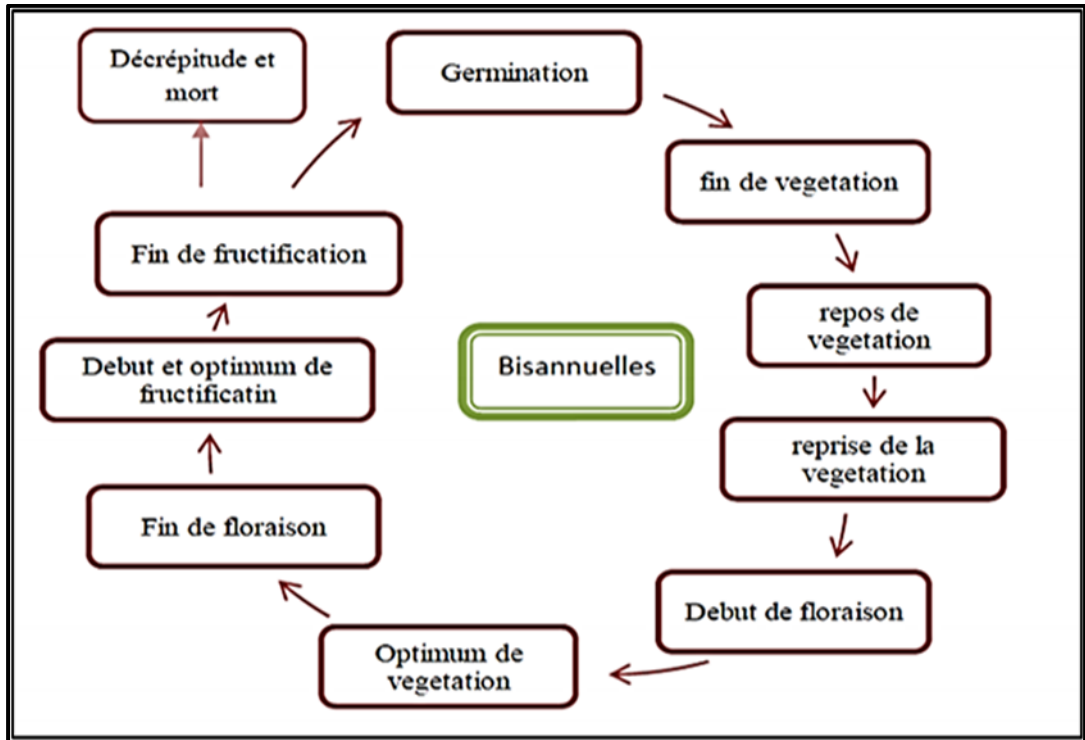 Décrépitude et
mort
Germination
fin de vegetation
repos de
vegetation
reprise de la
vegetation
Debut de floraison
Optimum de
vegetation
Fin de floraison
Debut et optimum de
fructificatin
Fin de fructification
Bisannuelles